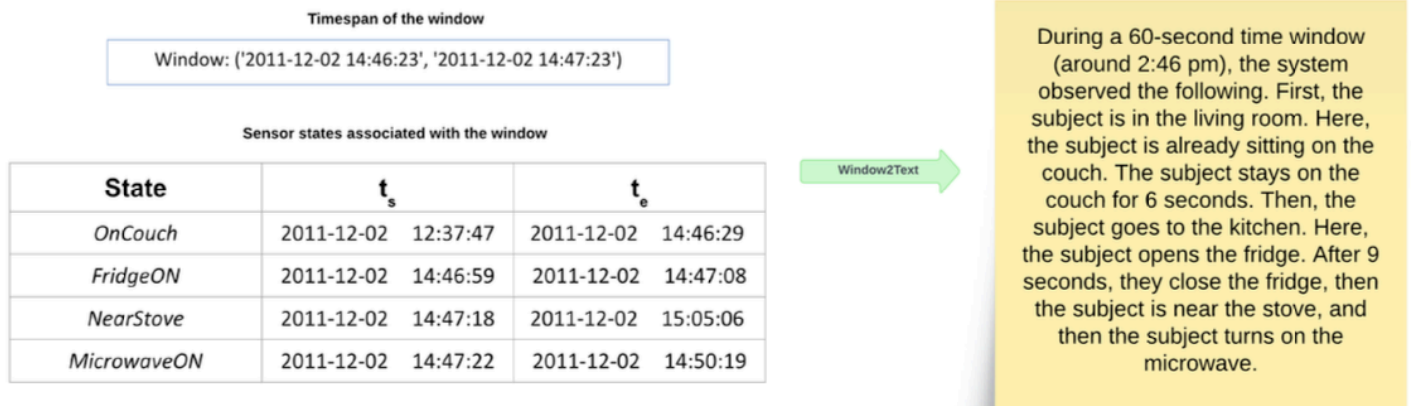 Timespan of the window
Window: ('2011-12-02 14:46:23', '2011-12-02 14:47:23')
Sensor states associated with the window
State ts te
OnCouch 2011-12-02 12:37:47 2011-12-02 14:46:29
FridgeON 2011-12-02 14:46:59 2011-12-02 14:47:08
NearStove 2011-12-02 14:47:18 2011-12-02 15:05:06
MicrowaveON 2011-12-02 14:47:22 2011-12-02 14:50:19
Window2Text
During a 60-second time window
(around 2:46 pm), the system
observed the following. First, the
subject is in the living room. Here,
the subject is already sitting on the
couch. The subject stays on the
couch for 6 seconds. Then, the
subject goes to the kitchen. Here,
the subject opens the fridge. After 9
seconds, they close the fridge, then
the subject is near the stove, and
then the subject turns on the
microwave.